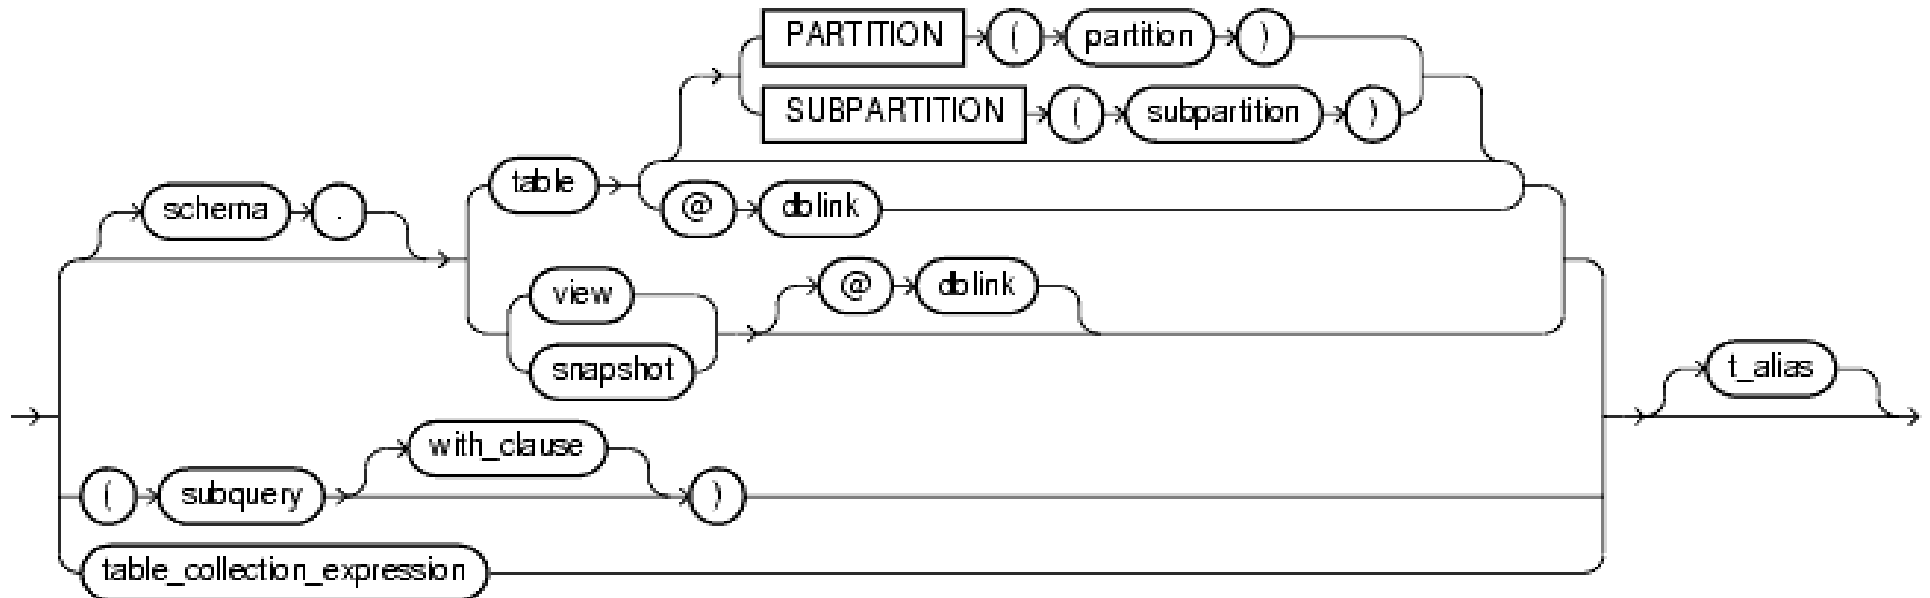 PARTITION ( partition )
SUBPARTITION ( subpartition )
table
schema .
@ dblink
view @ dblink
snapshot
t_alias
with_clause
( subquery )
table_collection_expression